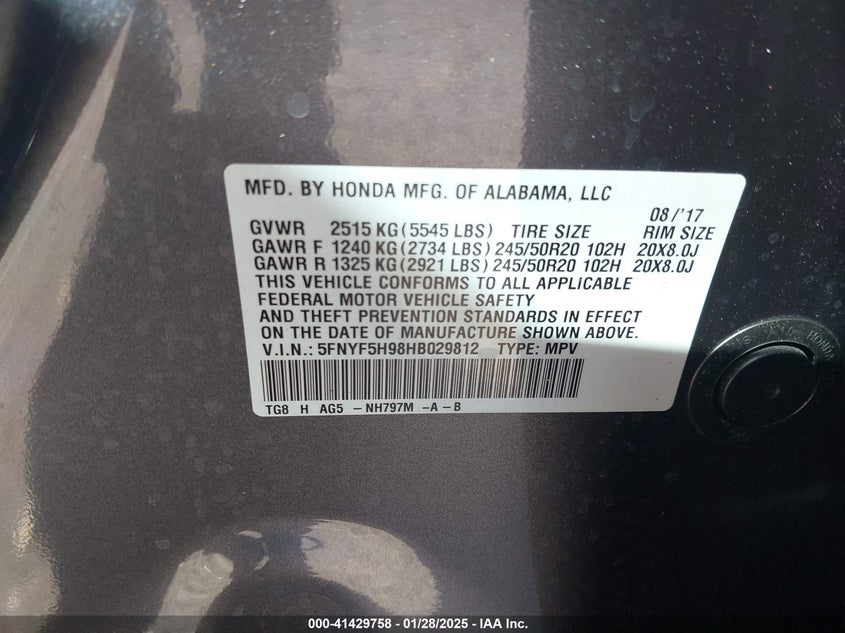 MFD. BY HONDA MFG. OF ALABAMA, LLC
08/'17
GVWR 2515 KG (5545 LBS) TIRE SIZE RIM SIZE
GAWR F 1240 KG (2734 LBS) 245/50R20 102H 20X8.0J
GAWR R 1325 KG (2921 LBS) 245/50R20 102H 20X8.0J
THIS VEHICLE CONFORMS TO ALL APPLICABLE
FEDERAL MOTOR VEHICLE SAFETY
AND THEFT PREVENTION STANDARDS IN EFFECT
ON THE DATE OF MANUFACTURE SHOWN ABOVE.
V.I.N.: 5FNYF5H98HB029812 TYPE: MPV
TG8 H AG5 -NH797M -A-B
HONDA
000-41429758 - 01/28/2025 - IAA Inc.